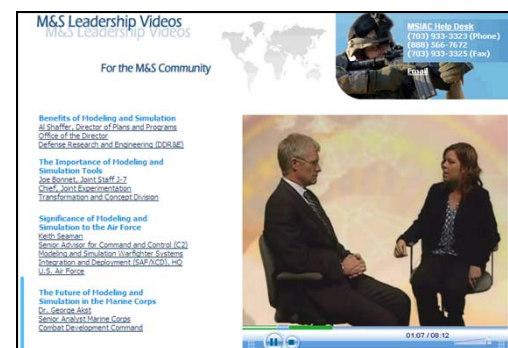 M&S Leadership Videos
M&S Leadership Videos
For the M&S Community
MSIAC Help Desk
(703) 933-3323 (Phone)
(888) 566-7672
(703) 933-3325 (Fax)
Email
Benefits of Modeling and Simulation
Al Shaffer, Director of Plans and Programs
Office of the Director
Defense Research and Engineering (DDR&E)
The Importance of Modeling and
Simulation Tools
Joe Bonnet, Joint Staff J-7
Chief, Joint Experimentation
Transformation and Concept Division
Significance of Modeling and
Simulation to the Air Force
Keith Seaman
Senior Advisor for Command and Control (C2)
Modeling and Simulation Warfighter Systems
Integration and Deployment (SAF/XCD), HQ
U.S. Air Force
The Future of Modeling and
Simulation in the Marine Corps
Dr. George Akst
Senior Analyst Marine Corps
Combat Development Command
01:07 / 08:12